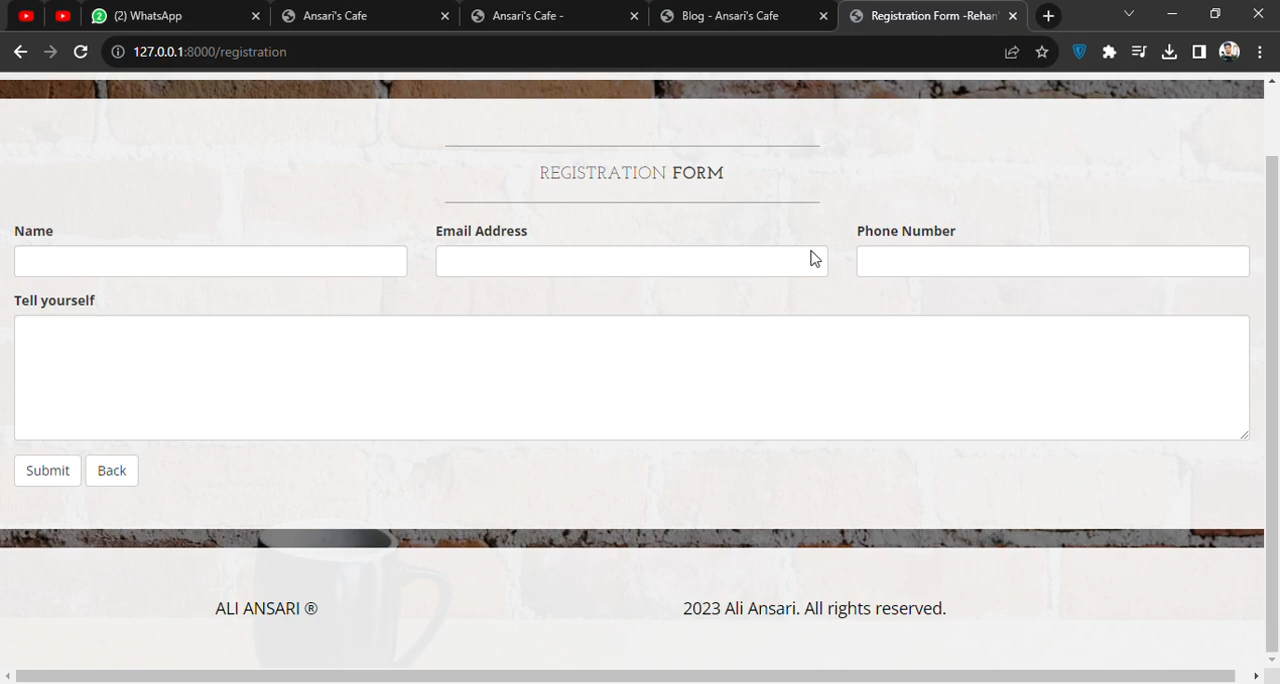 (2) WhatsApp
Ansari's Cafe
Ansari's Cafe -
Blog - Ansari's Cafe
Registration Form -Rehan
127.0.0.1:8000/registration
REGISTRATION FORM
Name
Email Address
Phone Number
Tell yourself
Submit
Back
ALI ANSARI ®
2023 Ali Ansari. All rights reserved.